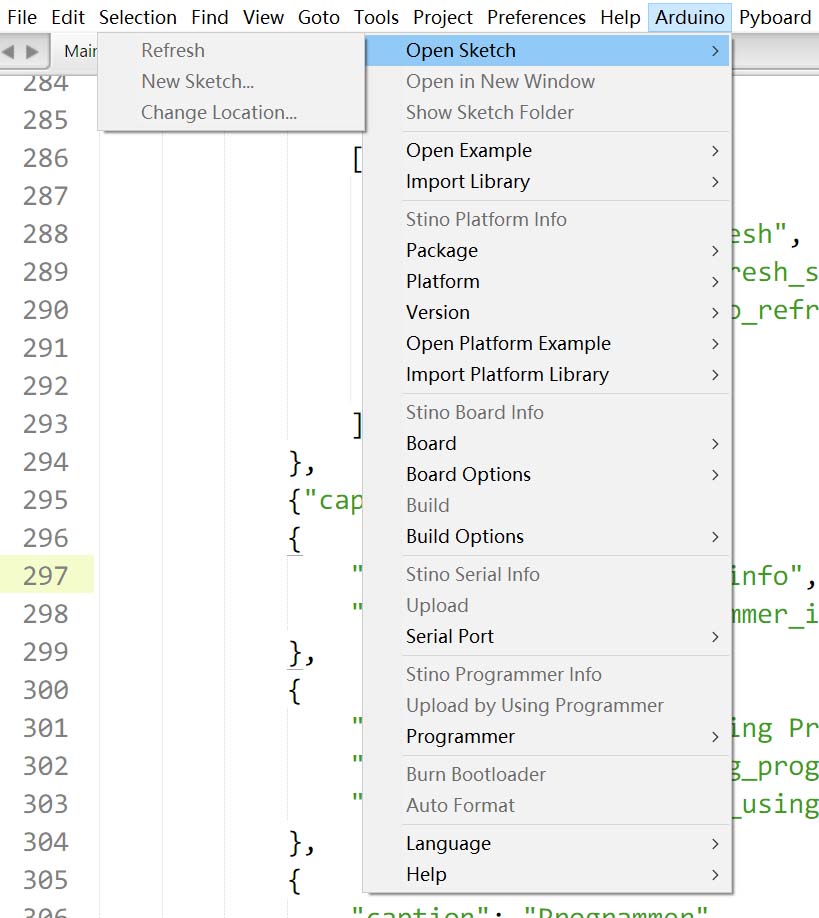 File Edit Selection Find View Goto Tools Project Preferences Help Arduino Pyboard
Refresh
New Sketch...
Change Location...
Open Sketch
Open in New Window
Show Sketch Folder
Open Example
Import Library
Stino Platform Info
Package
Platform
Version
Open Platform Example
Import Platform Library
Stino Board Info
Board
Board Options
Build
Build Options
Stino Serial Info
Upload
Serial Port
Stino Programmer Info
Upload by Using Programmer
Programmer
Burn Bootloader
Auto Format
Language
Help
284
285
286 [
287
288 esh",
289 resh_s
290 o_refr
291
292
293 ]
294 },
295 {"cap
296 {
297 " info",
298 " mmer_i
299 },
300 {
301 " ing Pr
302 " g_prog
303 " _using
304 },
305 {
306 "caption": "Programmer"